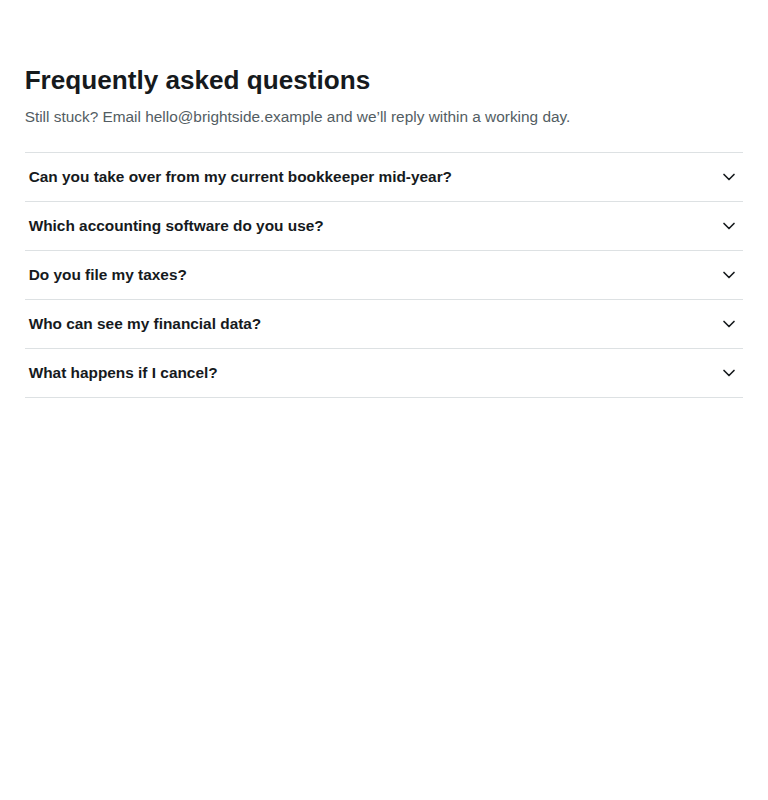 Frequently asked questions
Still stuck? Email hello@brightside.example and we’ll reply within a working day.
Can you take over from my current bookkeeper mid-year?
Which accounting software do you use?
Do you file my taxes?
Who can see my financial data?
What happens if I cancel?